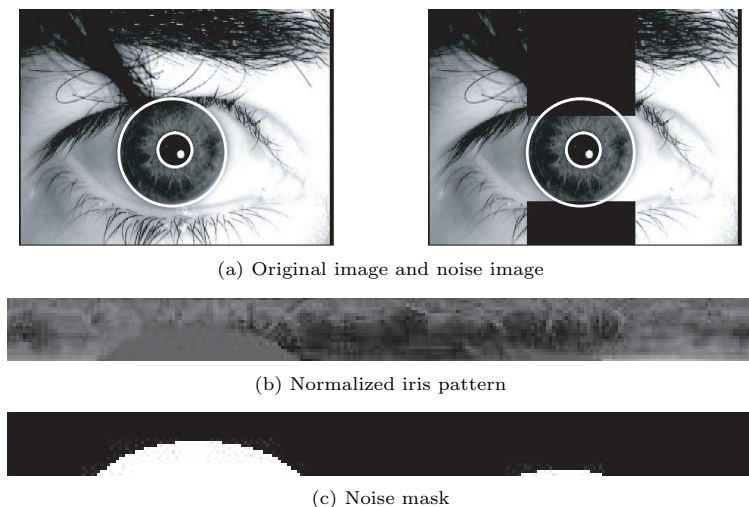 (a) Original image and noise image
(b) Normalized iris pattern
(c) Noise mask